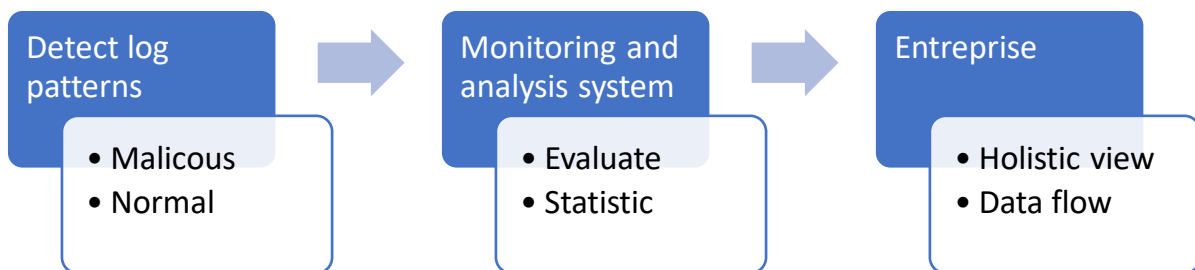 Detect log
patterns
• Malicous
• Normal
Monitoring and
analysis system
• Evaluate
• Statistic
Entreprise
• Holistic view
• Data flow